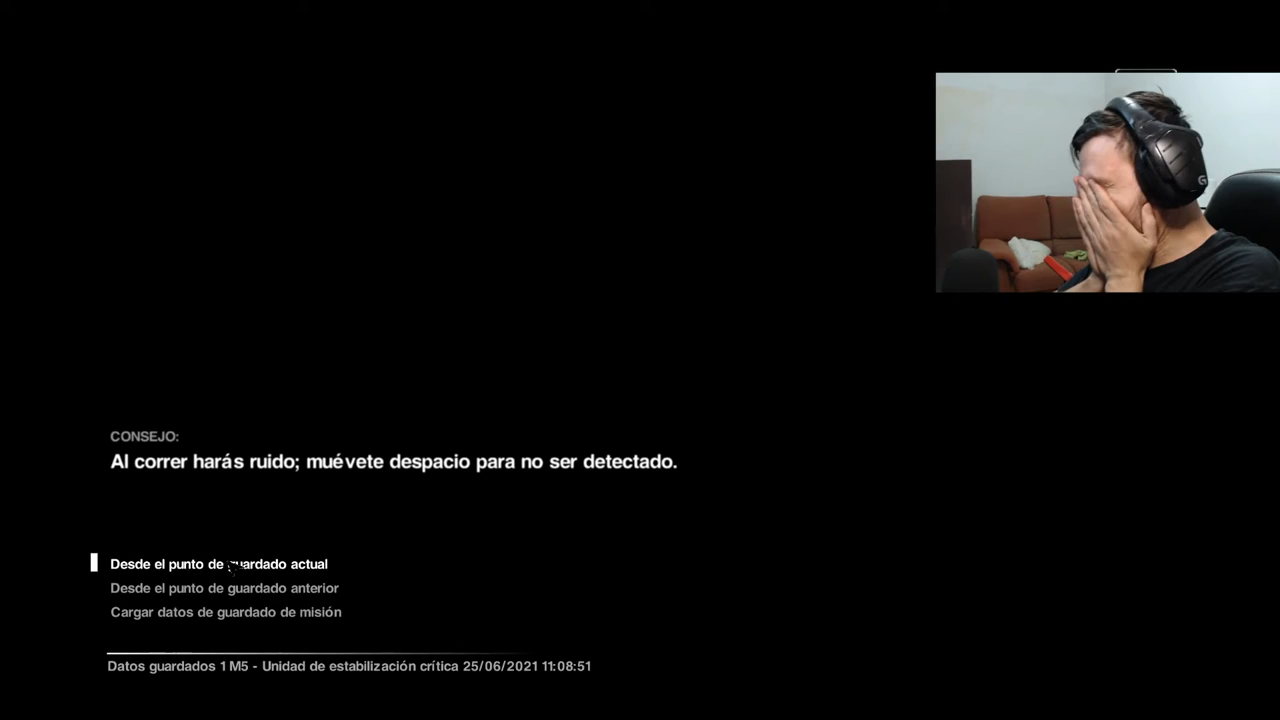 CONSEJO:
Al correr harás ruido; muévete despacio para no ser detectado.
Desde el punto de guardado actual
Desde el punto de guardado anterior
Cargar datos de guardado de misión
Datos guardados 1 M5 - Unidad de estabilización crítica 25/06/2021 11:08:51